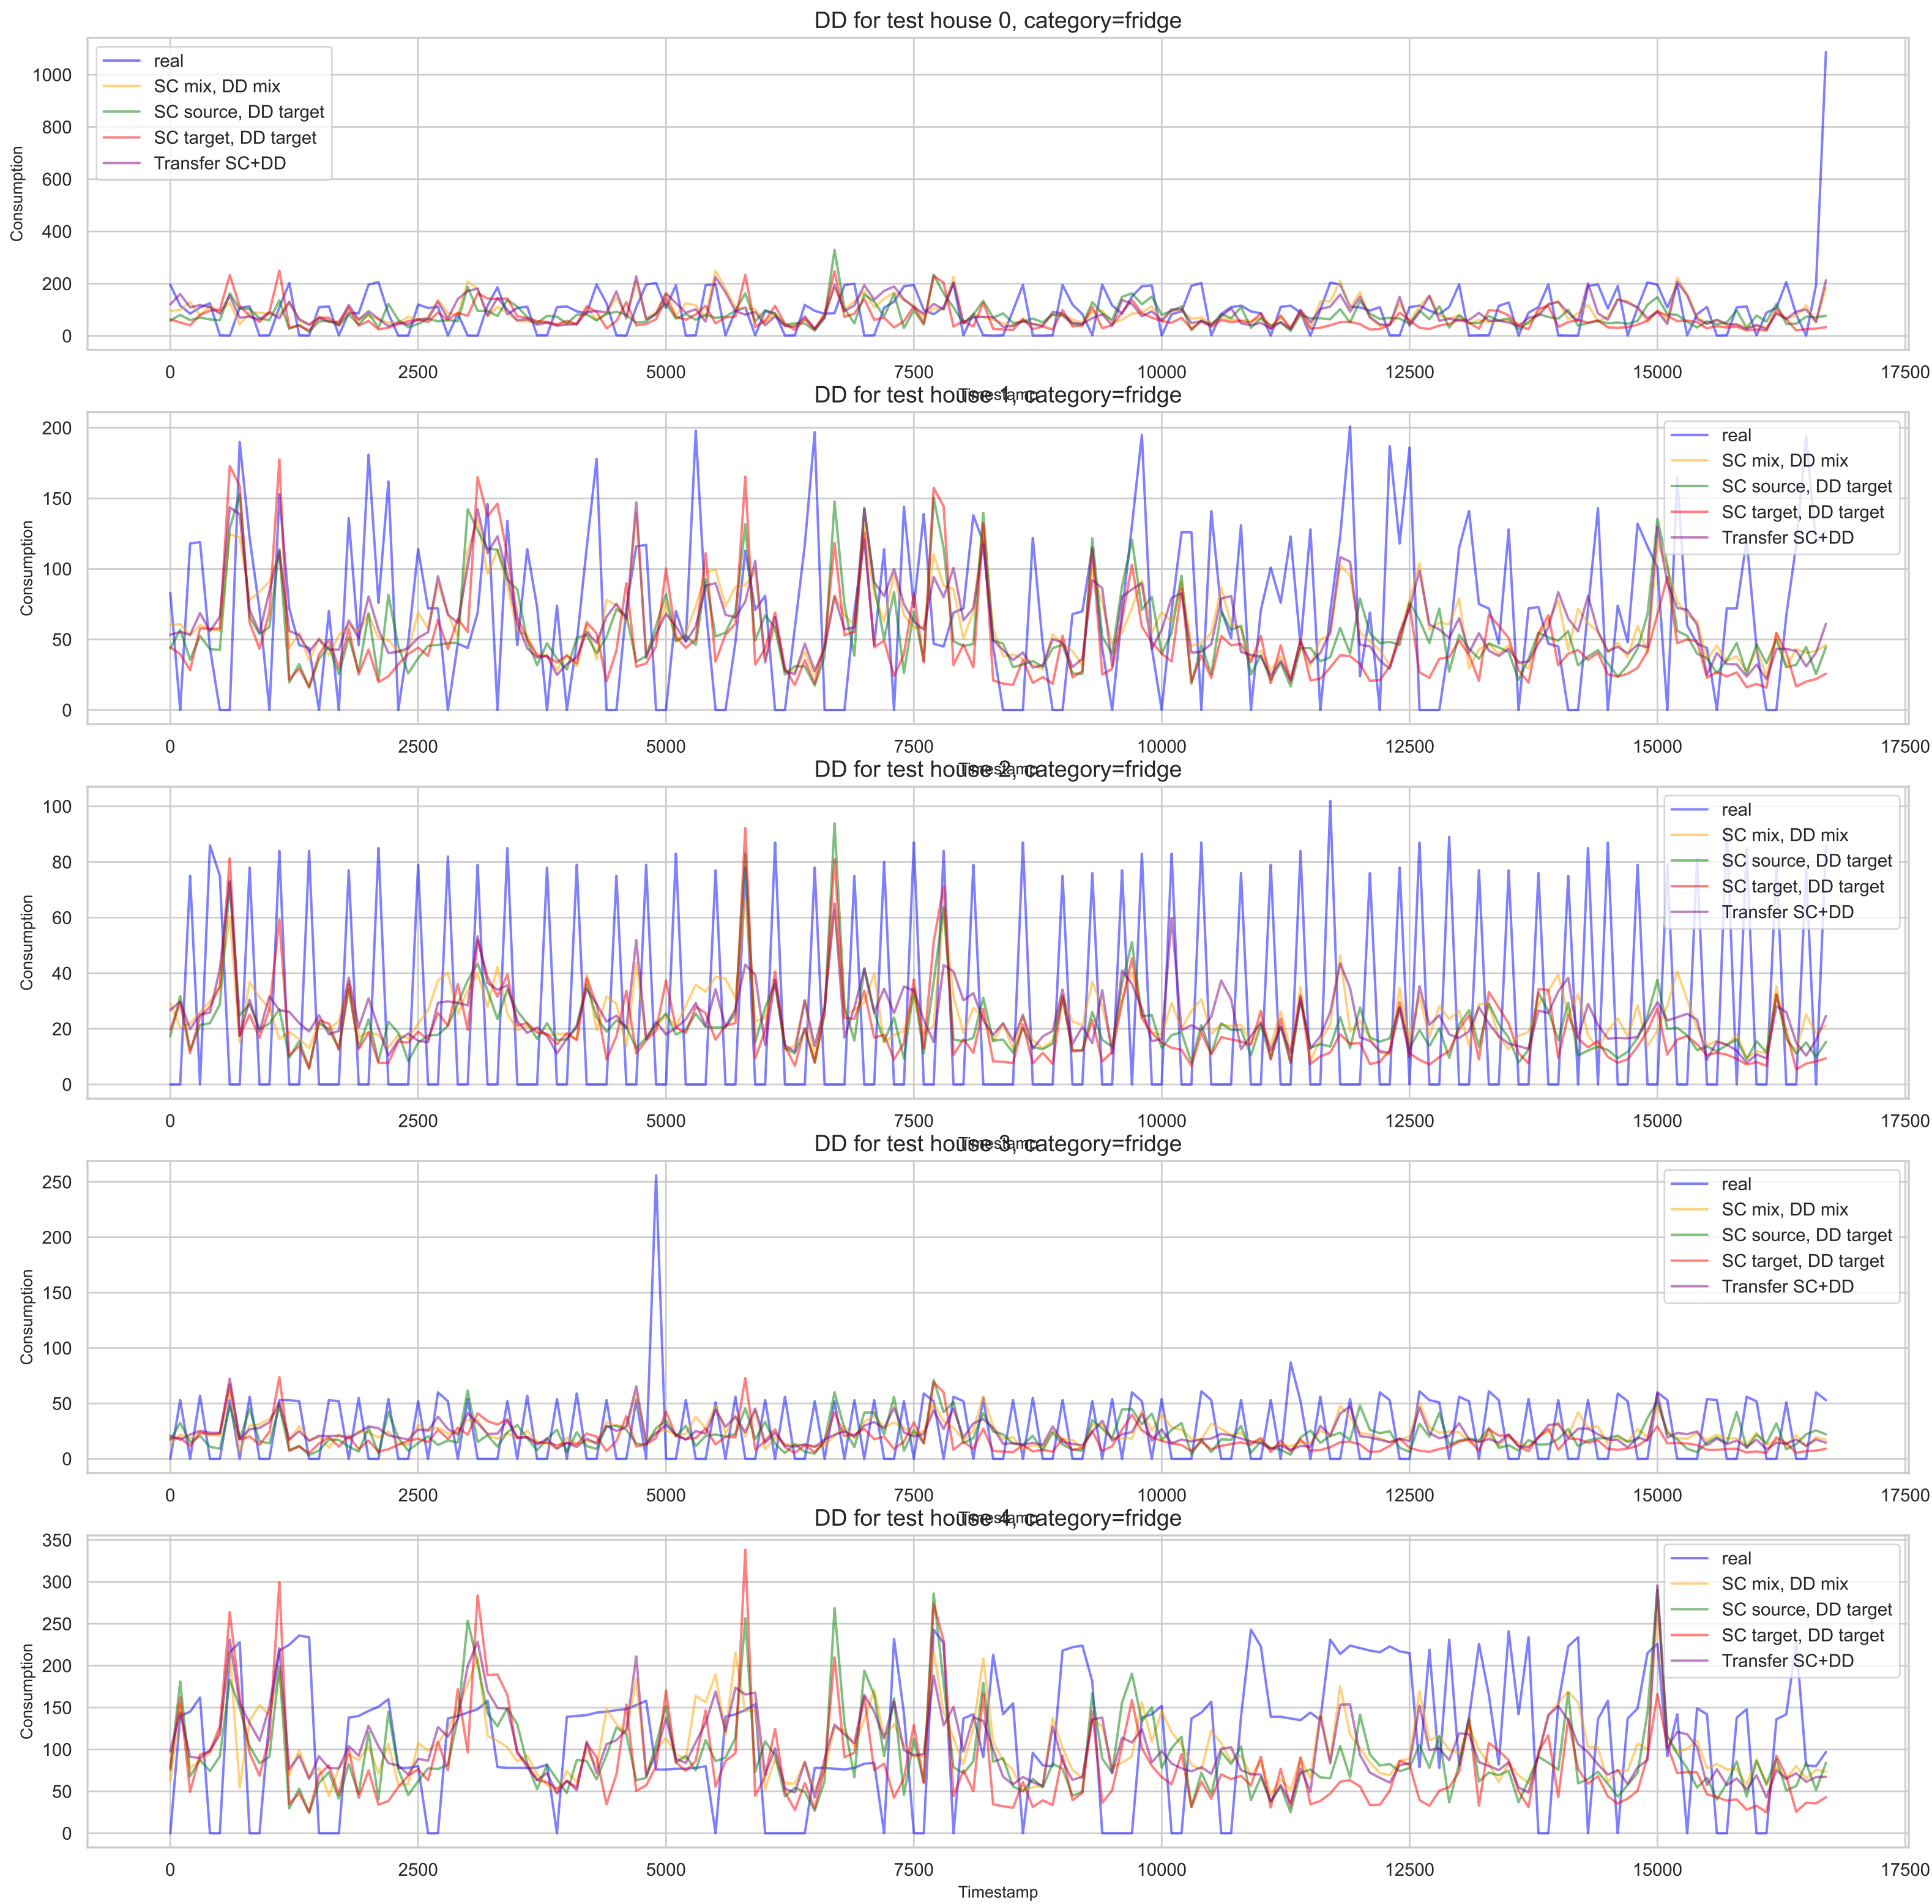 DD for test house 0, category=fridge
real
SC mix, DD mix
SC source, DD target
SC target, DD target
Transfer SC+DD
Consumption
1000
800
600
400
200
0
0 2500 5000 7500 10000 12500 15000 17500
Timestamp
DD for test house 1, category=fridge
real
SC mix, DD mix
SC source, DD target
SC target, DD target
Transfer SC+DD
Consumption
200
150
100
50
0
0 2500 5000 7500 10000 12500 15000 17500
Timestamp
DD for test house 2, category=fridge
real
SC mix, DD mix
SC source, DD target
SC target, DD target
Transfer SC+DD
Consumption
100
80
60
40
20
0
0 2500 5000 7500 10000 12500 15000 17500
Timestamp
DD for test house 3, category=fridge
real
SC mix, DD mix
SC source, DD target
SC target, DD target
Transfer SC+DD
Consumption
250
200
150
100
50
0
0 2500 5000 7500 10000 12500 15000 17500
Timestamp
DD for test house 4, category=fridge
real
SC mix, DD mix
SC source, DD target
SC target, DD target
Transfer SC+DD
Consumption
350
300
250
200
150
100
50
0
0 2500 5000 7500 10000 12500 15000 17500
Timestamp